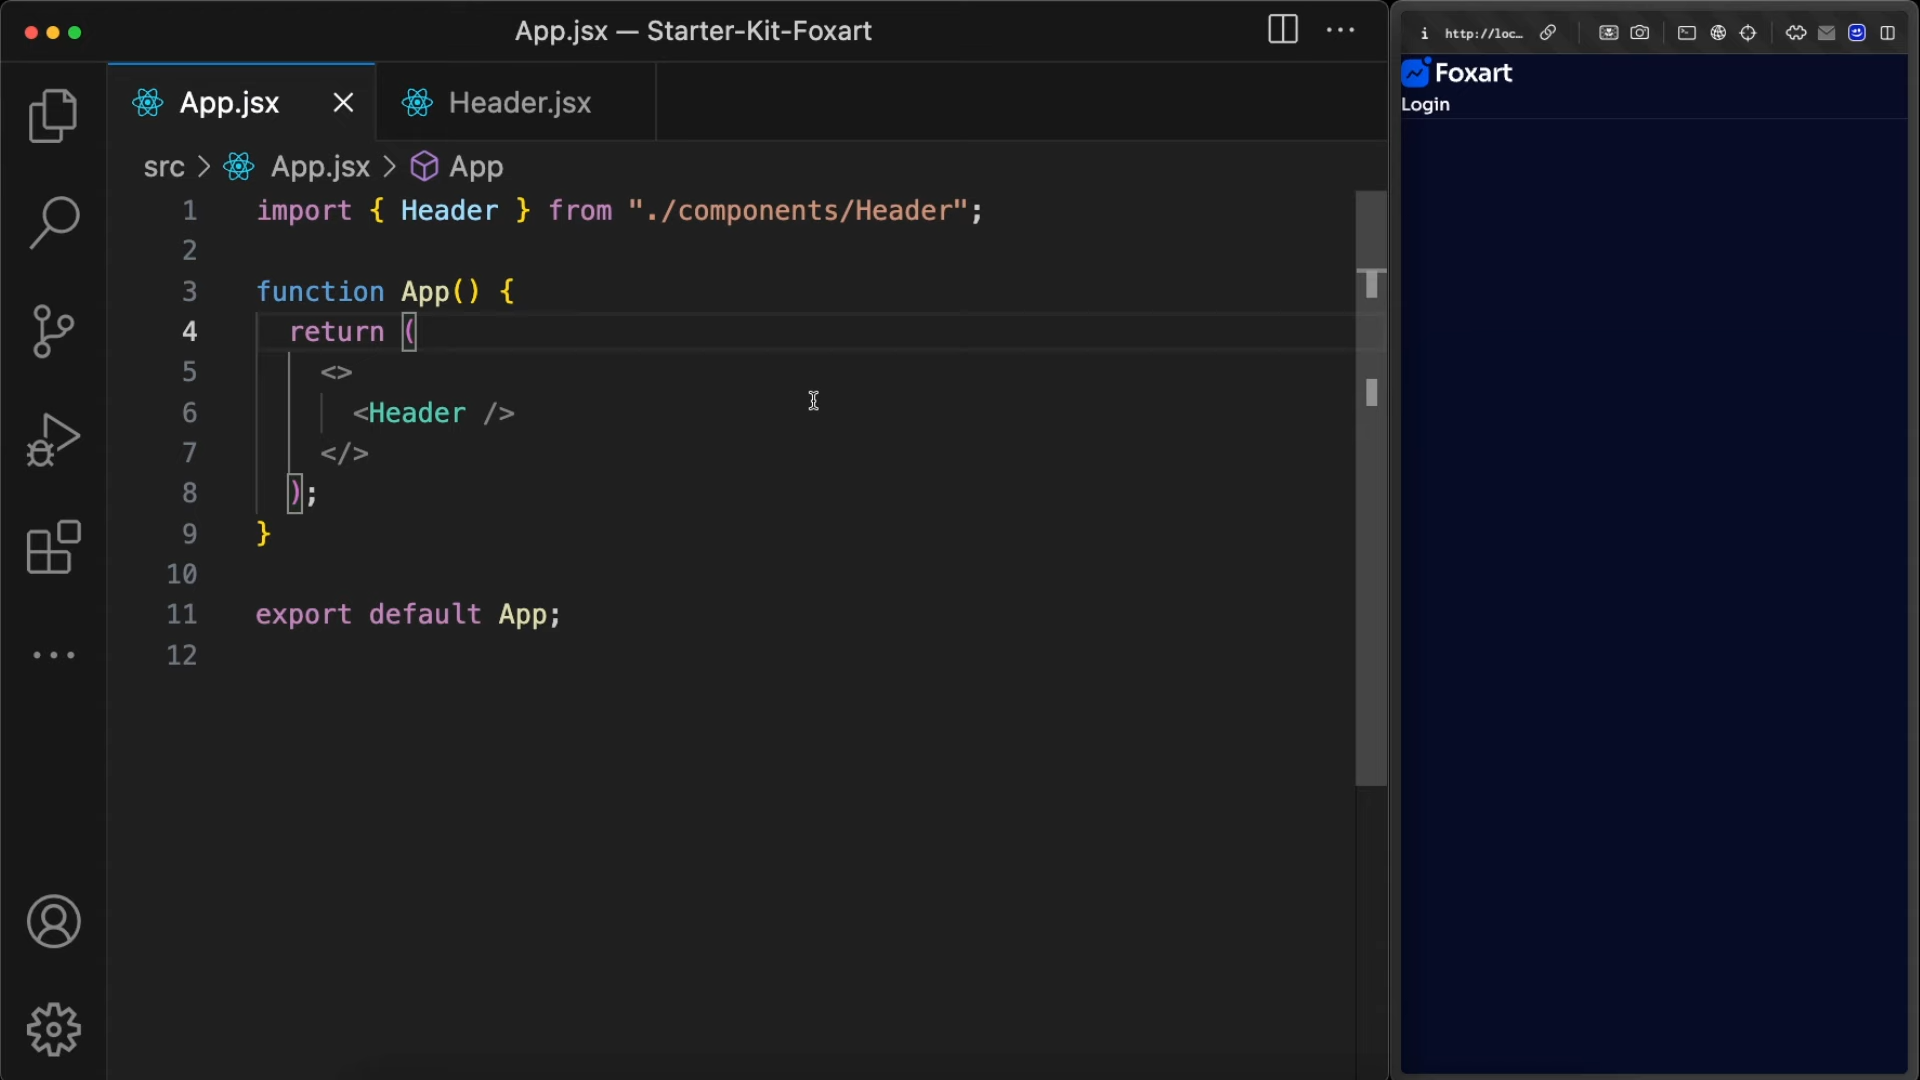 App.jsx — Starter-Kit-Foxart
App.jsx
Header.jsx
src > App.jsx > App
1 import { Header } from "./components/Header";
2
3 function App() {
4 return (
5 <>
6 <Header />
7 </>
8 );
9 }
10
11 export default App;
12
http://loc…
Foxart
Login